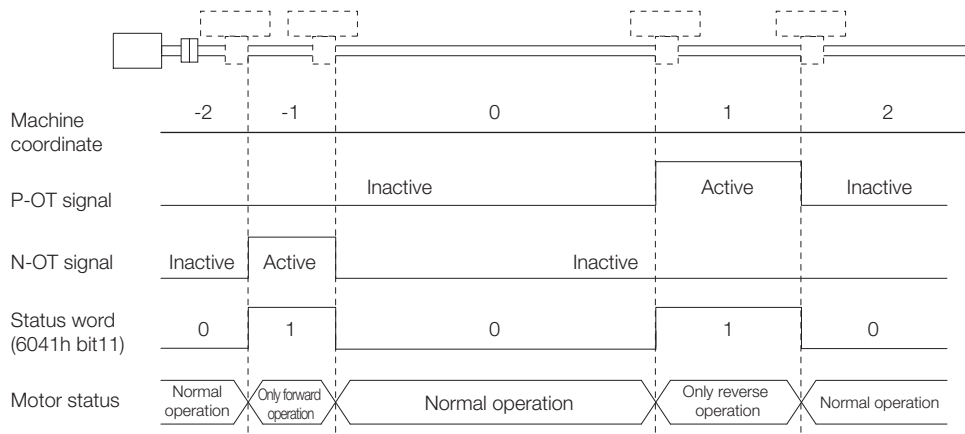 Machine
coordinate
-2 -1 0 1 2
P-OT signal
Inactive Active Inactive
N-OT signal
Inactive Active Inactive
Status word
(6041h bit11)
0 1 0 1 0
Motor status
Normal
operation
Only forward
operation
Normal operation
Only reverse
operation
Normal operation